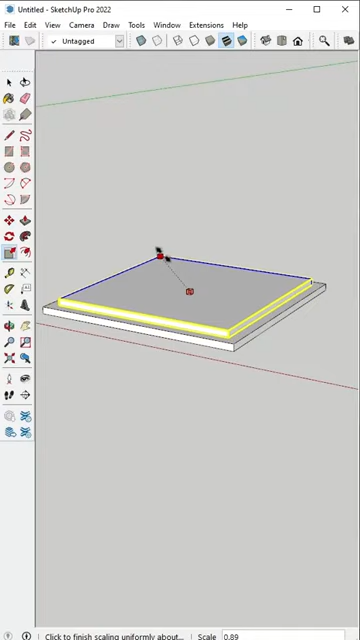 Untitled - SketchUp Pro 2022
File Edit View Camera Draw Tools Window Extensions Help
✓ Untagged
Click to finish scaling uniformly about... Scale 0.89